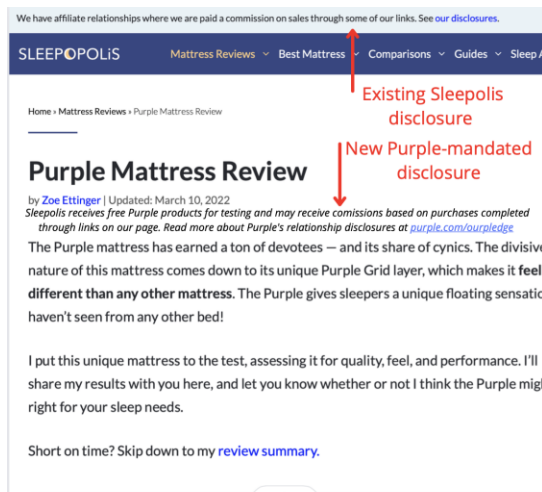 We have affiliate relationships where we are paid a commission on sales through some of our links. See our disclosures.
SLEEPOPOLiS Mattress Reviews Best Mattress Comparisons Guides Sleep
Existing Sleepolis
disclosure
Home » Mattress Reviews » Purple Mattress Review
New Purple-mandated
disclosure
Purple Mattress Review
by Zoe Ettinger | Updated: March 10, 2022
Sleepolis receives free Purple products for testing and may receive comissions based on purchases completed
through links on our page. Read more about Purple's relationship disclosures at purple.com/ourpledge
The Purple mattress has earned a ton of devotees — and its share of cynics. The divisive
nature of this mattress comes down to its unique Purple Grid layer, which makes it feel
different than any other mattress. The Purple gives sleepers a unique floating sensatio
haven't seen from any other bed!
I put this unique mattress to the test, assessing it for quality, feel, and performance. I'll
share my results with you here, and let you know whether or not I think the Purple mig
right for your sleep needs.
Short on time? Skip down to my review summary.